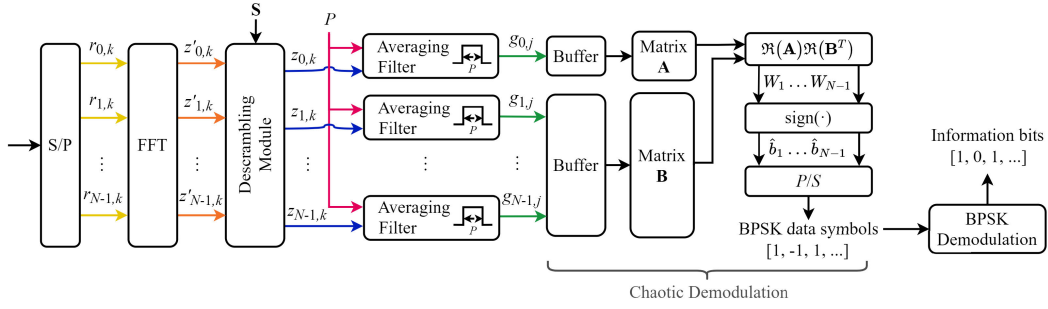 S
P
r0,k
z'0,k
z0,k
Averaging
Filter
P
g0,j
Buffer
Matrix
A
ℜ(A)ℜ(B^T)
W1 ... WN−1
r1,k
z'1,k
z1,k
Averaging
Filter
P
g1,j
sign(·)
b̂1 ... b̂N−1
S/P
FFT
Descrambling
Module
⋮
⋮
⋮
⋮
Buffer
Matrix
B
P/S
Information bits
[1, 0, 1, ...]
rN-1,k
z'N-1,k
zN-1,k
Averaging
Filter
P
gN-1,j
BPSK data symbols
[1, -1, 1, ...]
BPSK
Demodulation
Chaotic Demodulation